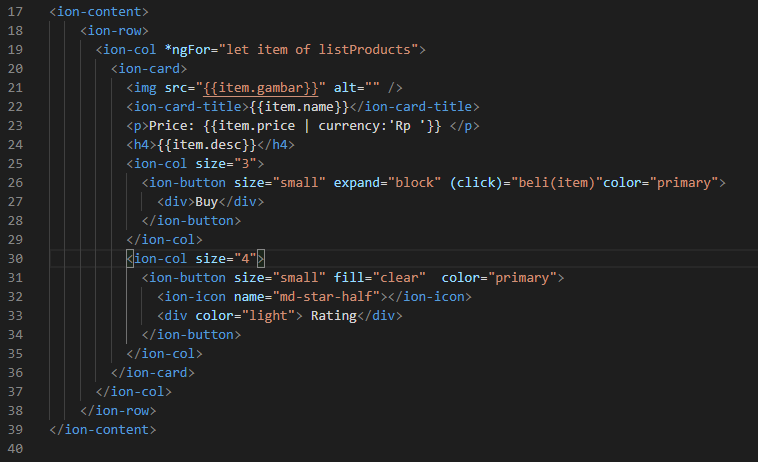 17 <ion-content>
18 <ion-row>
19 <ion-col *ngFor="let item of listProducts">
20 <ion-card>
21 <img src="{{item.gambar}}" alt="" />
22 <ion-card-title>{{item.name}}</ion-card-title>
23 <p>Price: {{item.price | currency:'Rp '}} </p>
24 <h4>{{item.desc}}</h4>
25 <ion-col size="3">
26 <ion-button size="small" expand="block" (click)="beli(item)"color="primary">
27 <div>Buy</div>
28 </ion-button>
29 </ion-col>
30 <ion-col size="4">
31 <ion-button size="small" fill="clear"  color="primary">
32 <ion-icon name="md-star-half"></ion-icon>
33 <div color="light"> Rating</div>
34 </ion-button>
35 </ion-col>
36 </ion-card>
37 </ion-col>
38 </ion-row>
39 </ion-content>
40